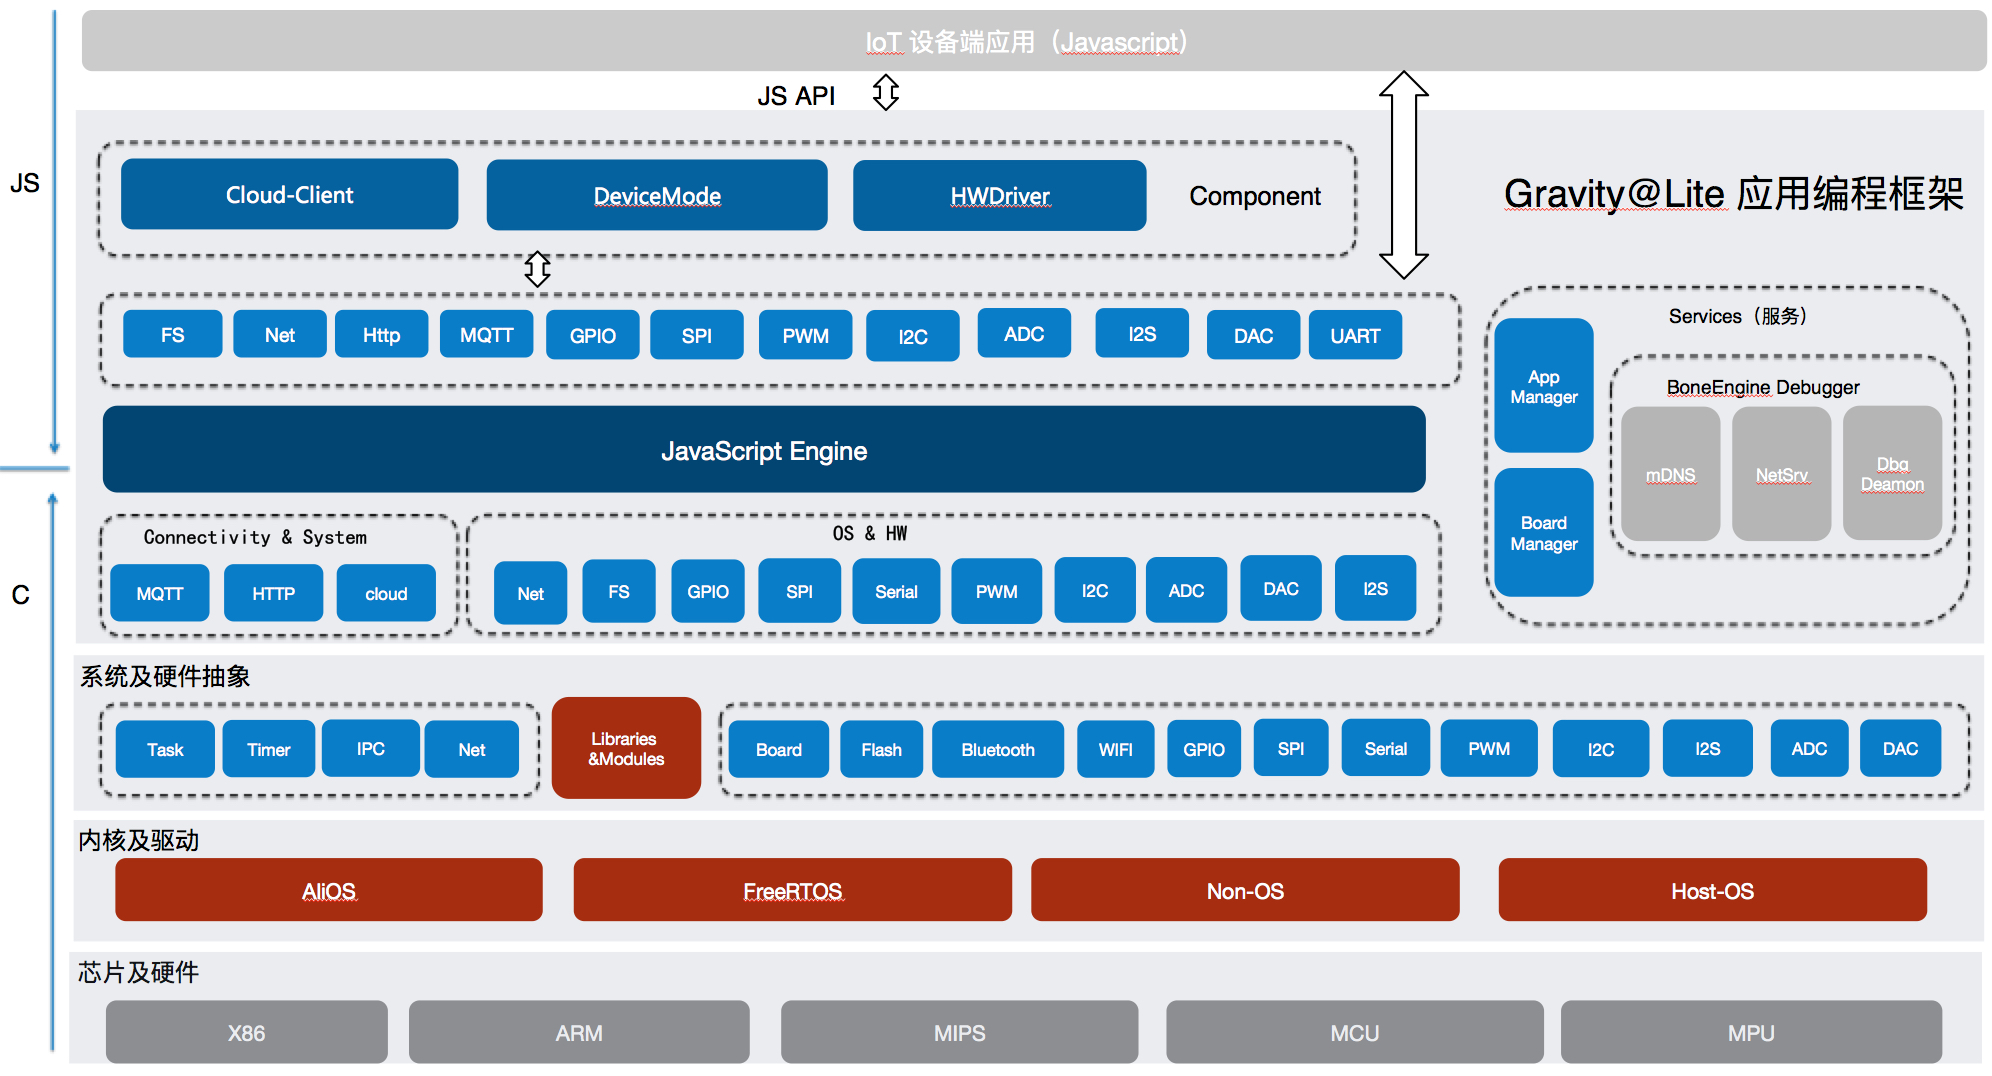 IoT 设备端应用（Javascript）
JS API
JS
Cloud-Client
DeviceMode
HWDriver
Component
Gravity@Lite 应用编程框架
FS
Net
Http
MQTT
GPIO
SPI
PWM
I2C
ADC
I2S
DAC
UART
Services（服务）
App
Manager
BoneEngine Debugger
mDNS
NetSrv
Dbg
Deamon
Board
Manager
JavaScript Engine
C
Connectivity & System
MQTT
HTTP
cloud
OS & HW
Net
FS
GPIO
SPI
Serial
PWM
I2C
ADC
DAC
I2S
系统及硬件抽象
Task
Timer
IPC
Net
Libraries
&Modules
Board
Flash
Bluetooth
WIFI
GPIO
SPI
Serial
PWM
I2C
I2S
ADC
DAC
内核及驱动
AliOS
FreeRTOS
Non-OS
Host-OS
芯片及硬件
X86
ARM
MIPS
MCU
MPU